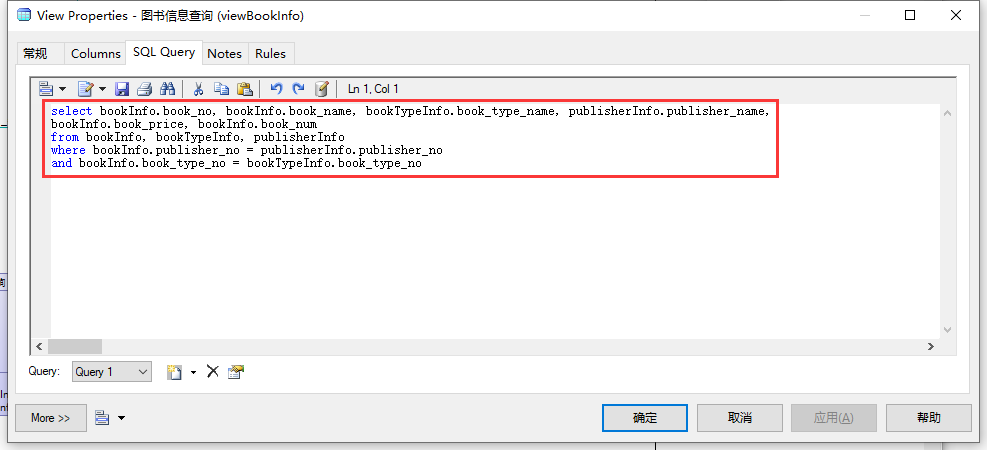 View Properties - 图书信息查询 (viewBookInfo)
常规 Columns SQL Query Notes Rules
Ln 1, Col 1
select bookInfo.book_no, bookInfo.book_name, bookTypeInfo.book_type_name, publisherInfo.publisher_name,
bookInfo.book_price, bookInfo.book_num
from bookInfo, bookTypeInfo, publisherInfo
where bookInfo.publisher_no = publisherInfo.publisher_no
and bookInfo.book_type_no = bookTypeInfo.book_type_no
Query: Query 1
More >> 确定 取消 应用(A) 帮助